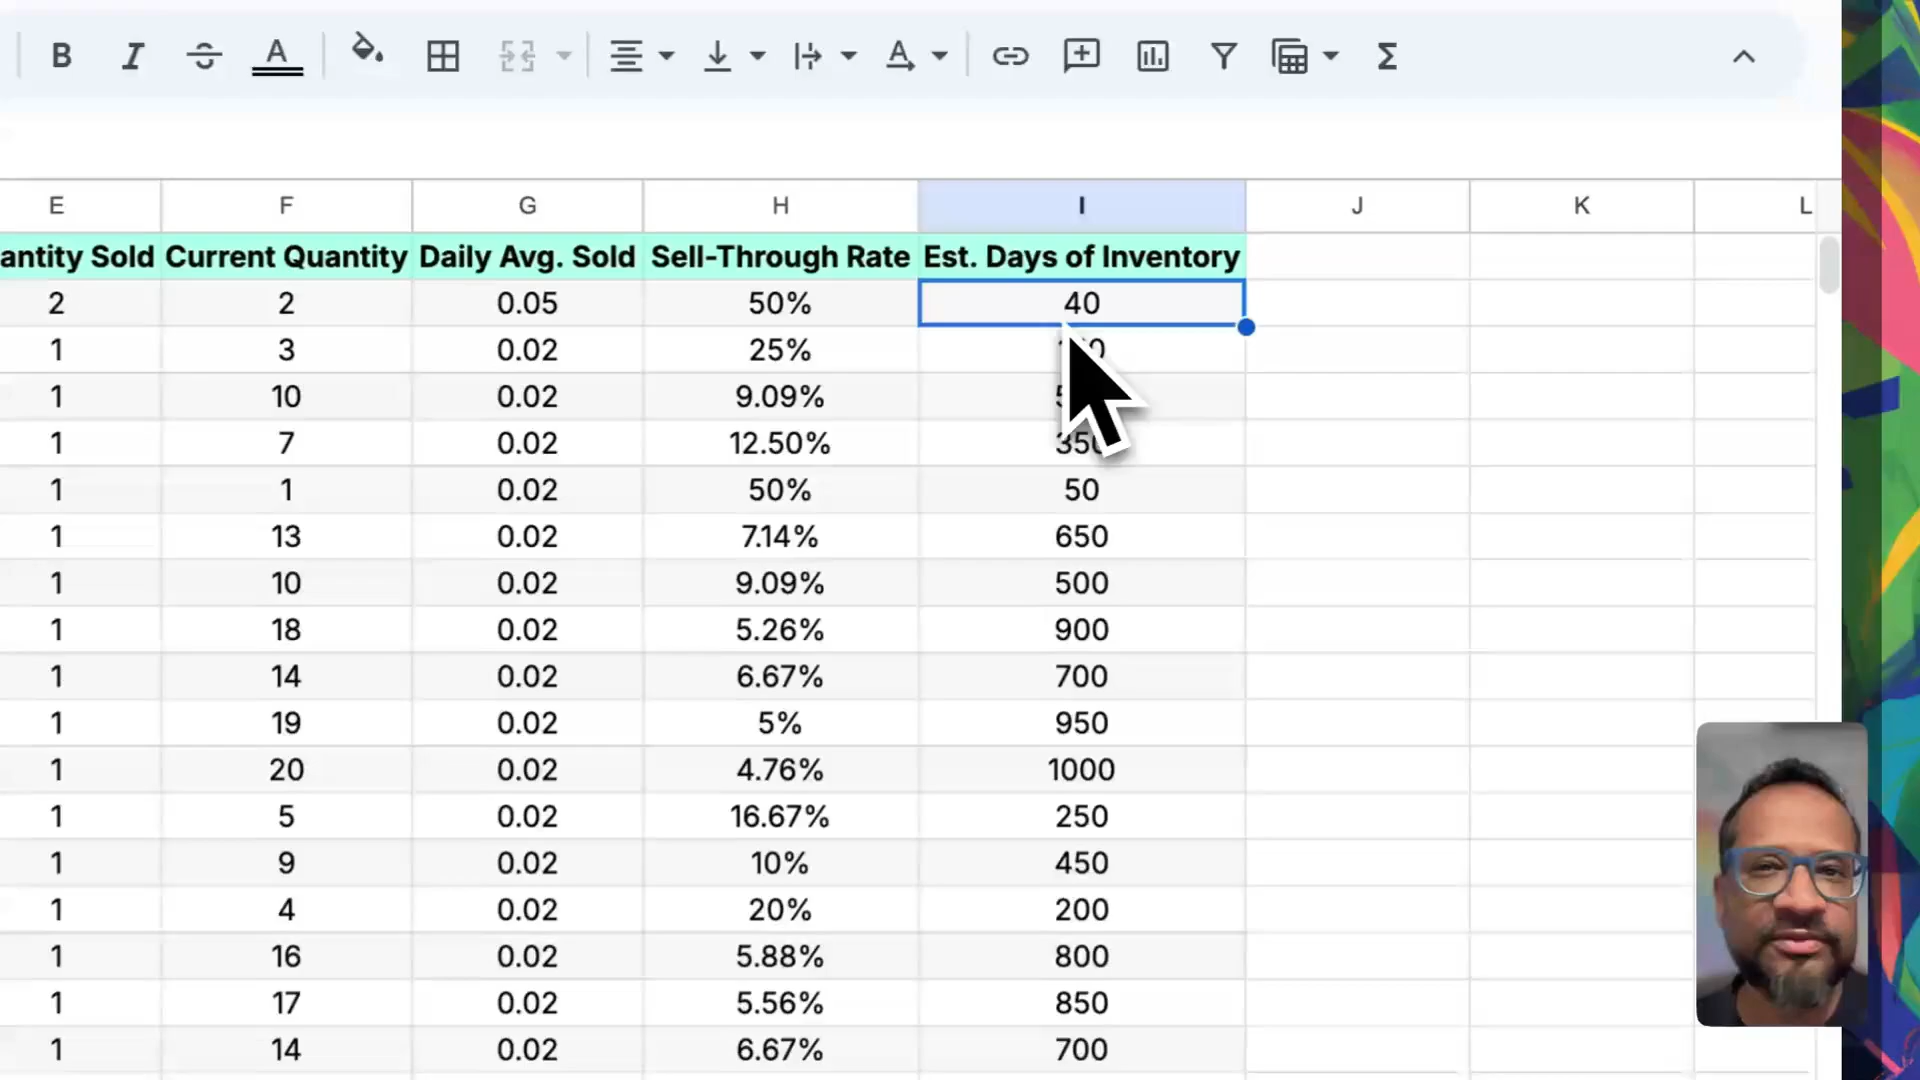 B I S A A Σ
E F G H I J K L
antity Sold Current Quantity Daily Avg. Sold Sell-Through Rate Est. Days of Inventory
2 2 0.05 50% 40
1 3 0.02 25%
1 10 0.02 9.09%
1 7 0.02 12.50% 350
1 1 0.02 50% 50
1 13 0.02 7.14% 650
1 10 0.02 9.09% 500
1 18 0.02 5.26% 900
1 14 0.02 6.67% 700
1 19 0.02 5% 950
1 20 0.02 4.76% 1000
1 5 0.02 16.67% 250
1 9 0.02 10% 450
1 4 0.02 20% 200
1 16 0.02 5.88% 800
1 17 0.02 5.56% 850
1 14 0.02 6.67% 700